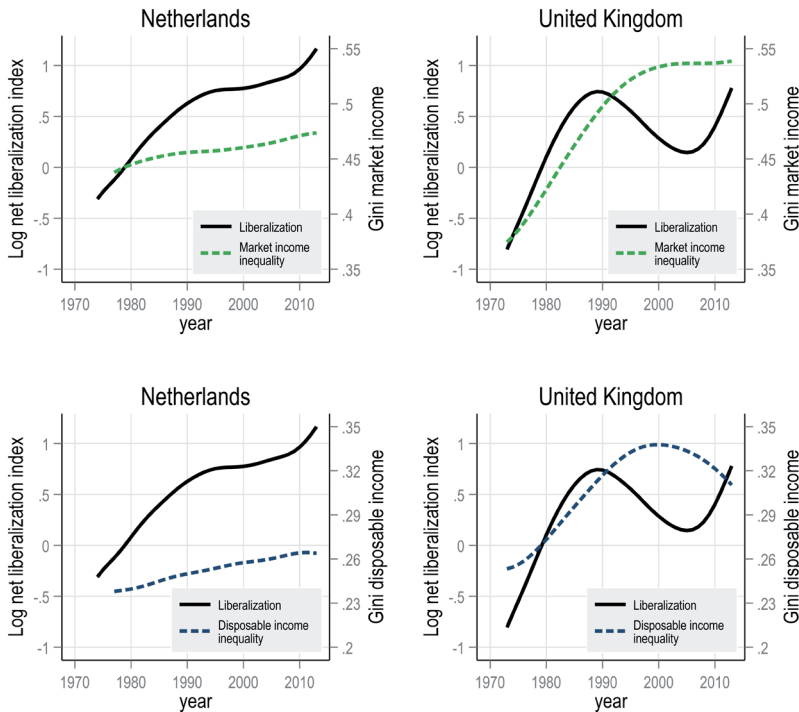 Netherlands
Log net liberalization index
1
.5
0
-.5
-1
.55
.5
.45
.4
.35
Gini market income
Liberalization
Market income
inequality
1970 1980 1990 2000 2010
year
United Kingdom
Log net liberalization index
1
.5
0
-.5
-1
.55
.5
.45
.4
.35
Gini market income
Liberalization
Market income
inequality
1970 1980 1990 2000 2010
year
Netherlands
Log net liberalization index
1
.5
0
-.5
-1
.35
.32
.29
.26
.23
.2
Gini disposable income
Liberalization
Disposable income
inequality
1970 1980 1990 2000 2010
year
United Kingdom
Log net liberalization index
1
.5
0
-.5
-1
.35
.32
.29
.26
.23
.2
Gini disposable income
Liberalization
Disposable income
inequality
1970 1980 1990 2000 2010
year